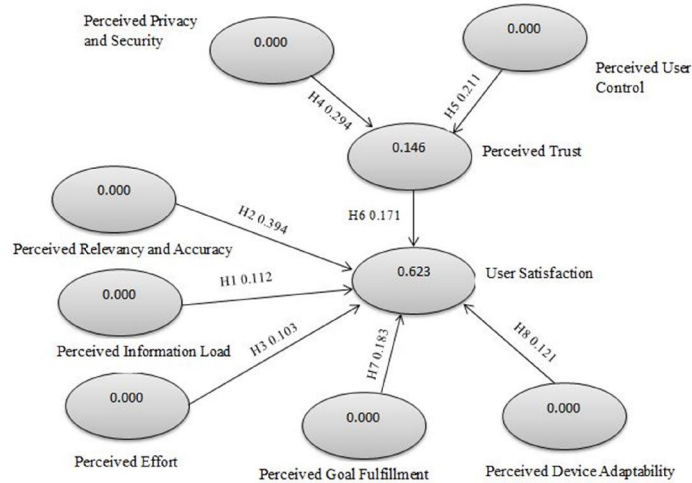 Perceived Privacy
and Security
0.000
0.000
Perceived User
Control
H4 0.294
H5 0.211
0.146
Perceived Trust
0.000
Perceived Relevancy and Accuracy
H2 0.394
H6 0.171
0.623
User Satisfaction
0.000
Perceived Information Load
H1 0.112
0.000
Perceived Effort
H3 0.103
H7 0.183
0.000
Perceived Goal Fulfillment
H8 0.121
0.000
Perceived Device Adaptability